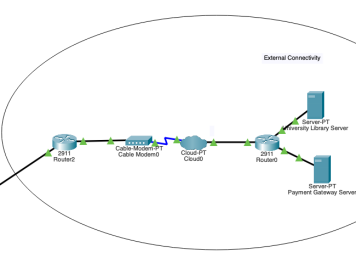 External Connectivity
Server-PT
University Library Server
2911
Router2
Cable-Modem-PT
Cable Modem0
Cloud-PT
Cloud0
2911
Router0
Server-PT
Payment Gateway Server